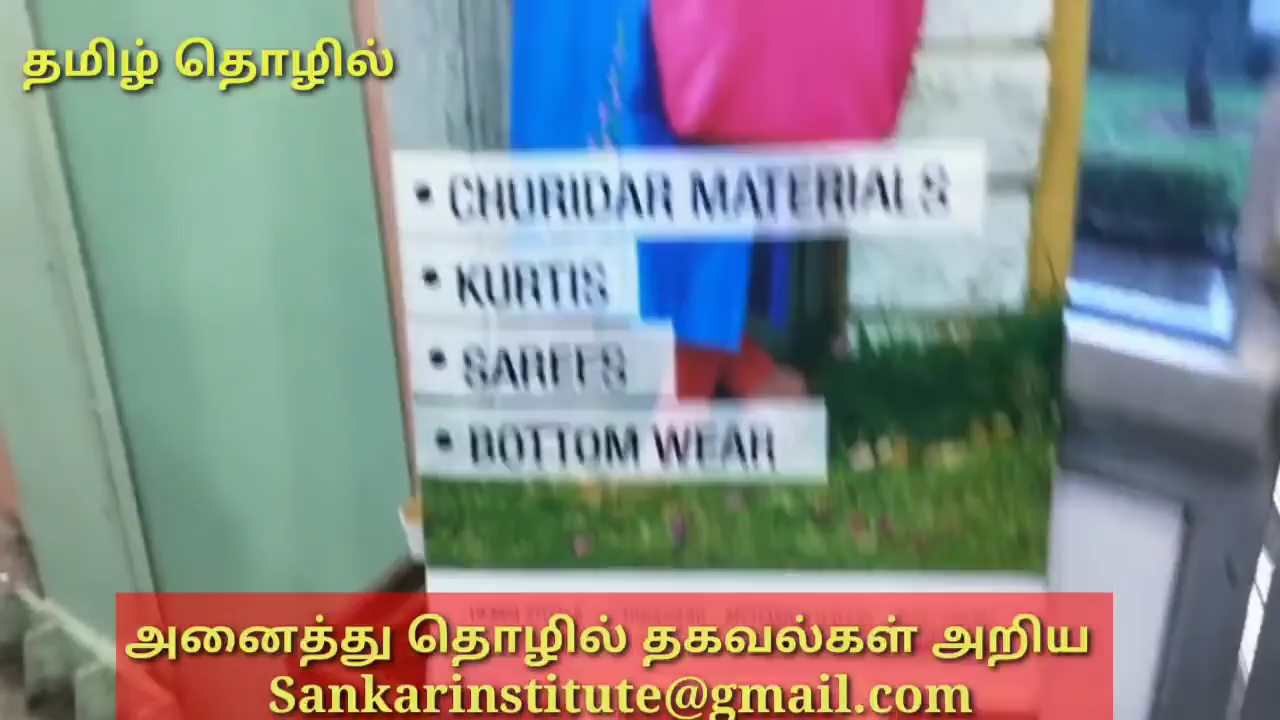 தமிழ் தொழில்
• CHURIDAR MATERIALS
• KURTIS
• SAREES
• BOTTOM WEAR
அனைத்து தொழில் தகவல்கள் அறிய
Sankarinstitute@gmail.com